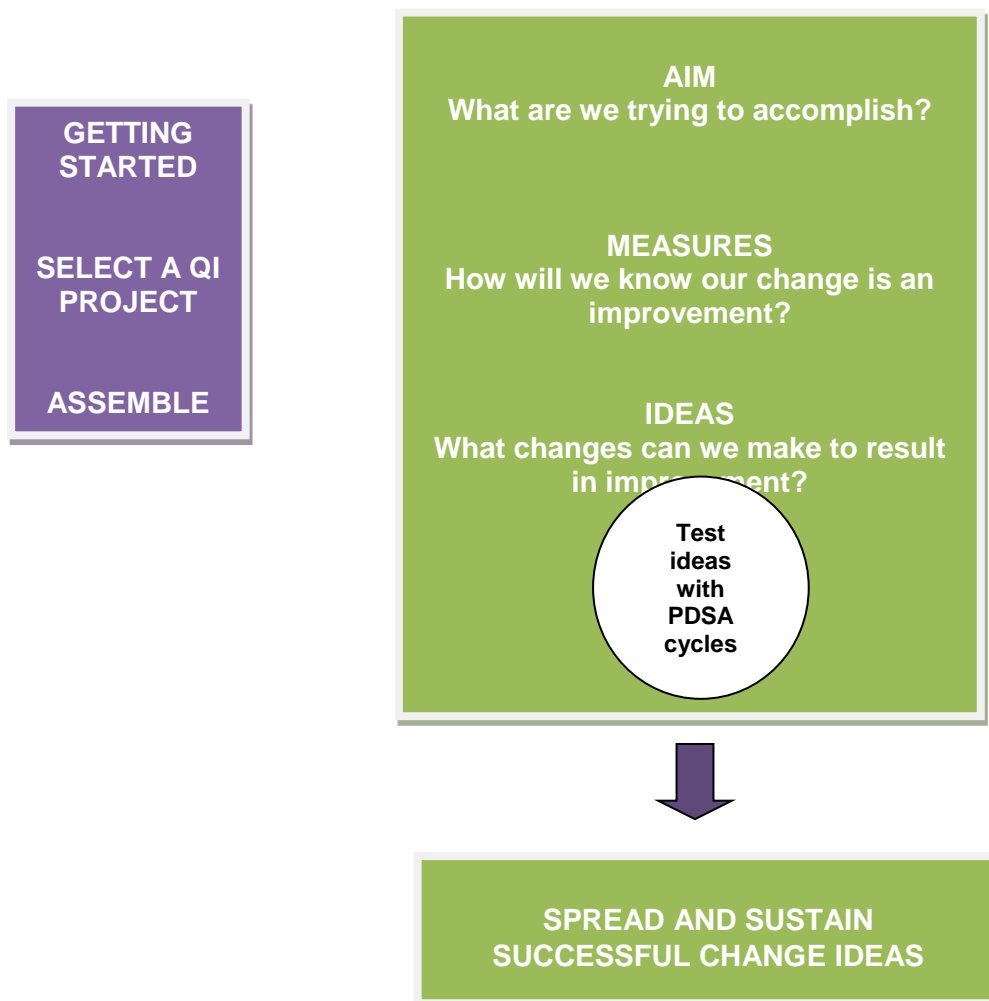 GETTING
STARTED
SELECT A QI
PROJECT
ASSEMBLE
AIM
What are we trying to accomplish?
MEASURES
How will we know our change is an
improvement?
IDEAS
What changes can we make to result
in
Test
ideas
with
PDSA
cycles
SPREAD AND SUSTAIN
SUCCESSFUL CHANGE IDEAS